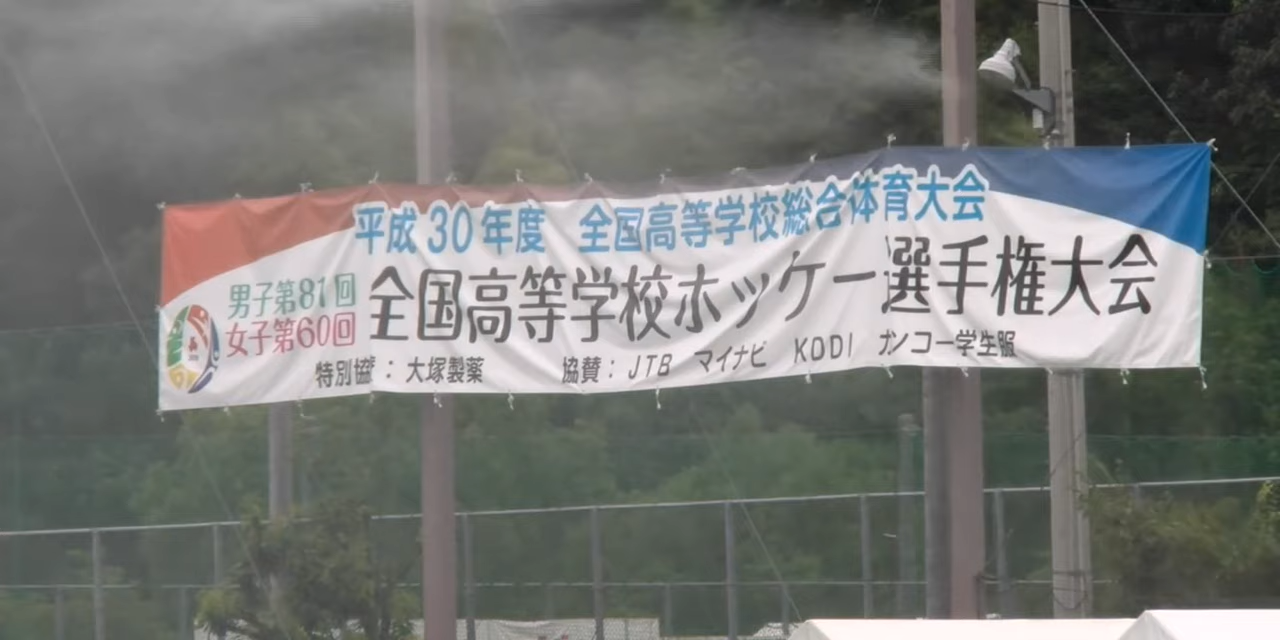 平成30年度 全国高等学校総合体育大会
男子第81回
女子第60回
全国高等学校ホッケー選手権大会
特別協賛：大塚製薬 協賛：JTB マイナビ KDDI カンコー学生服